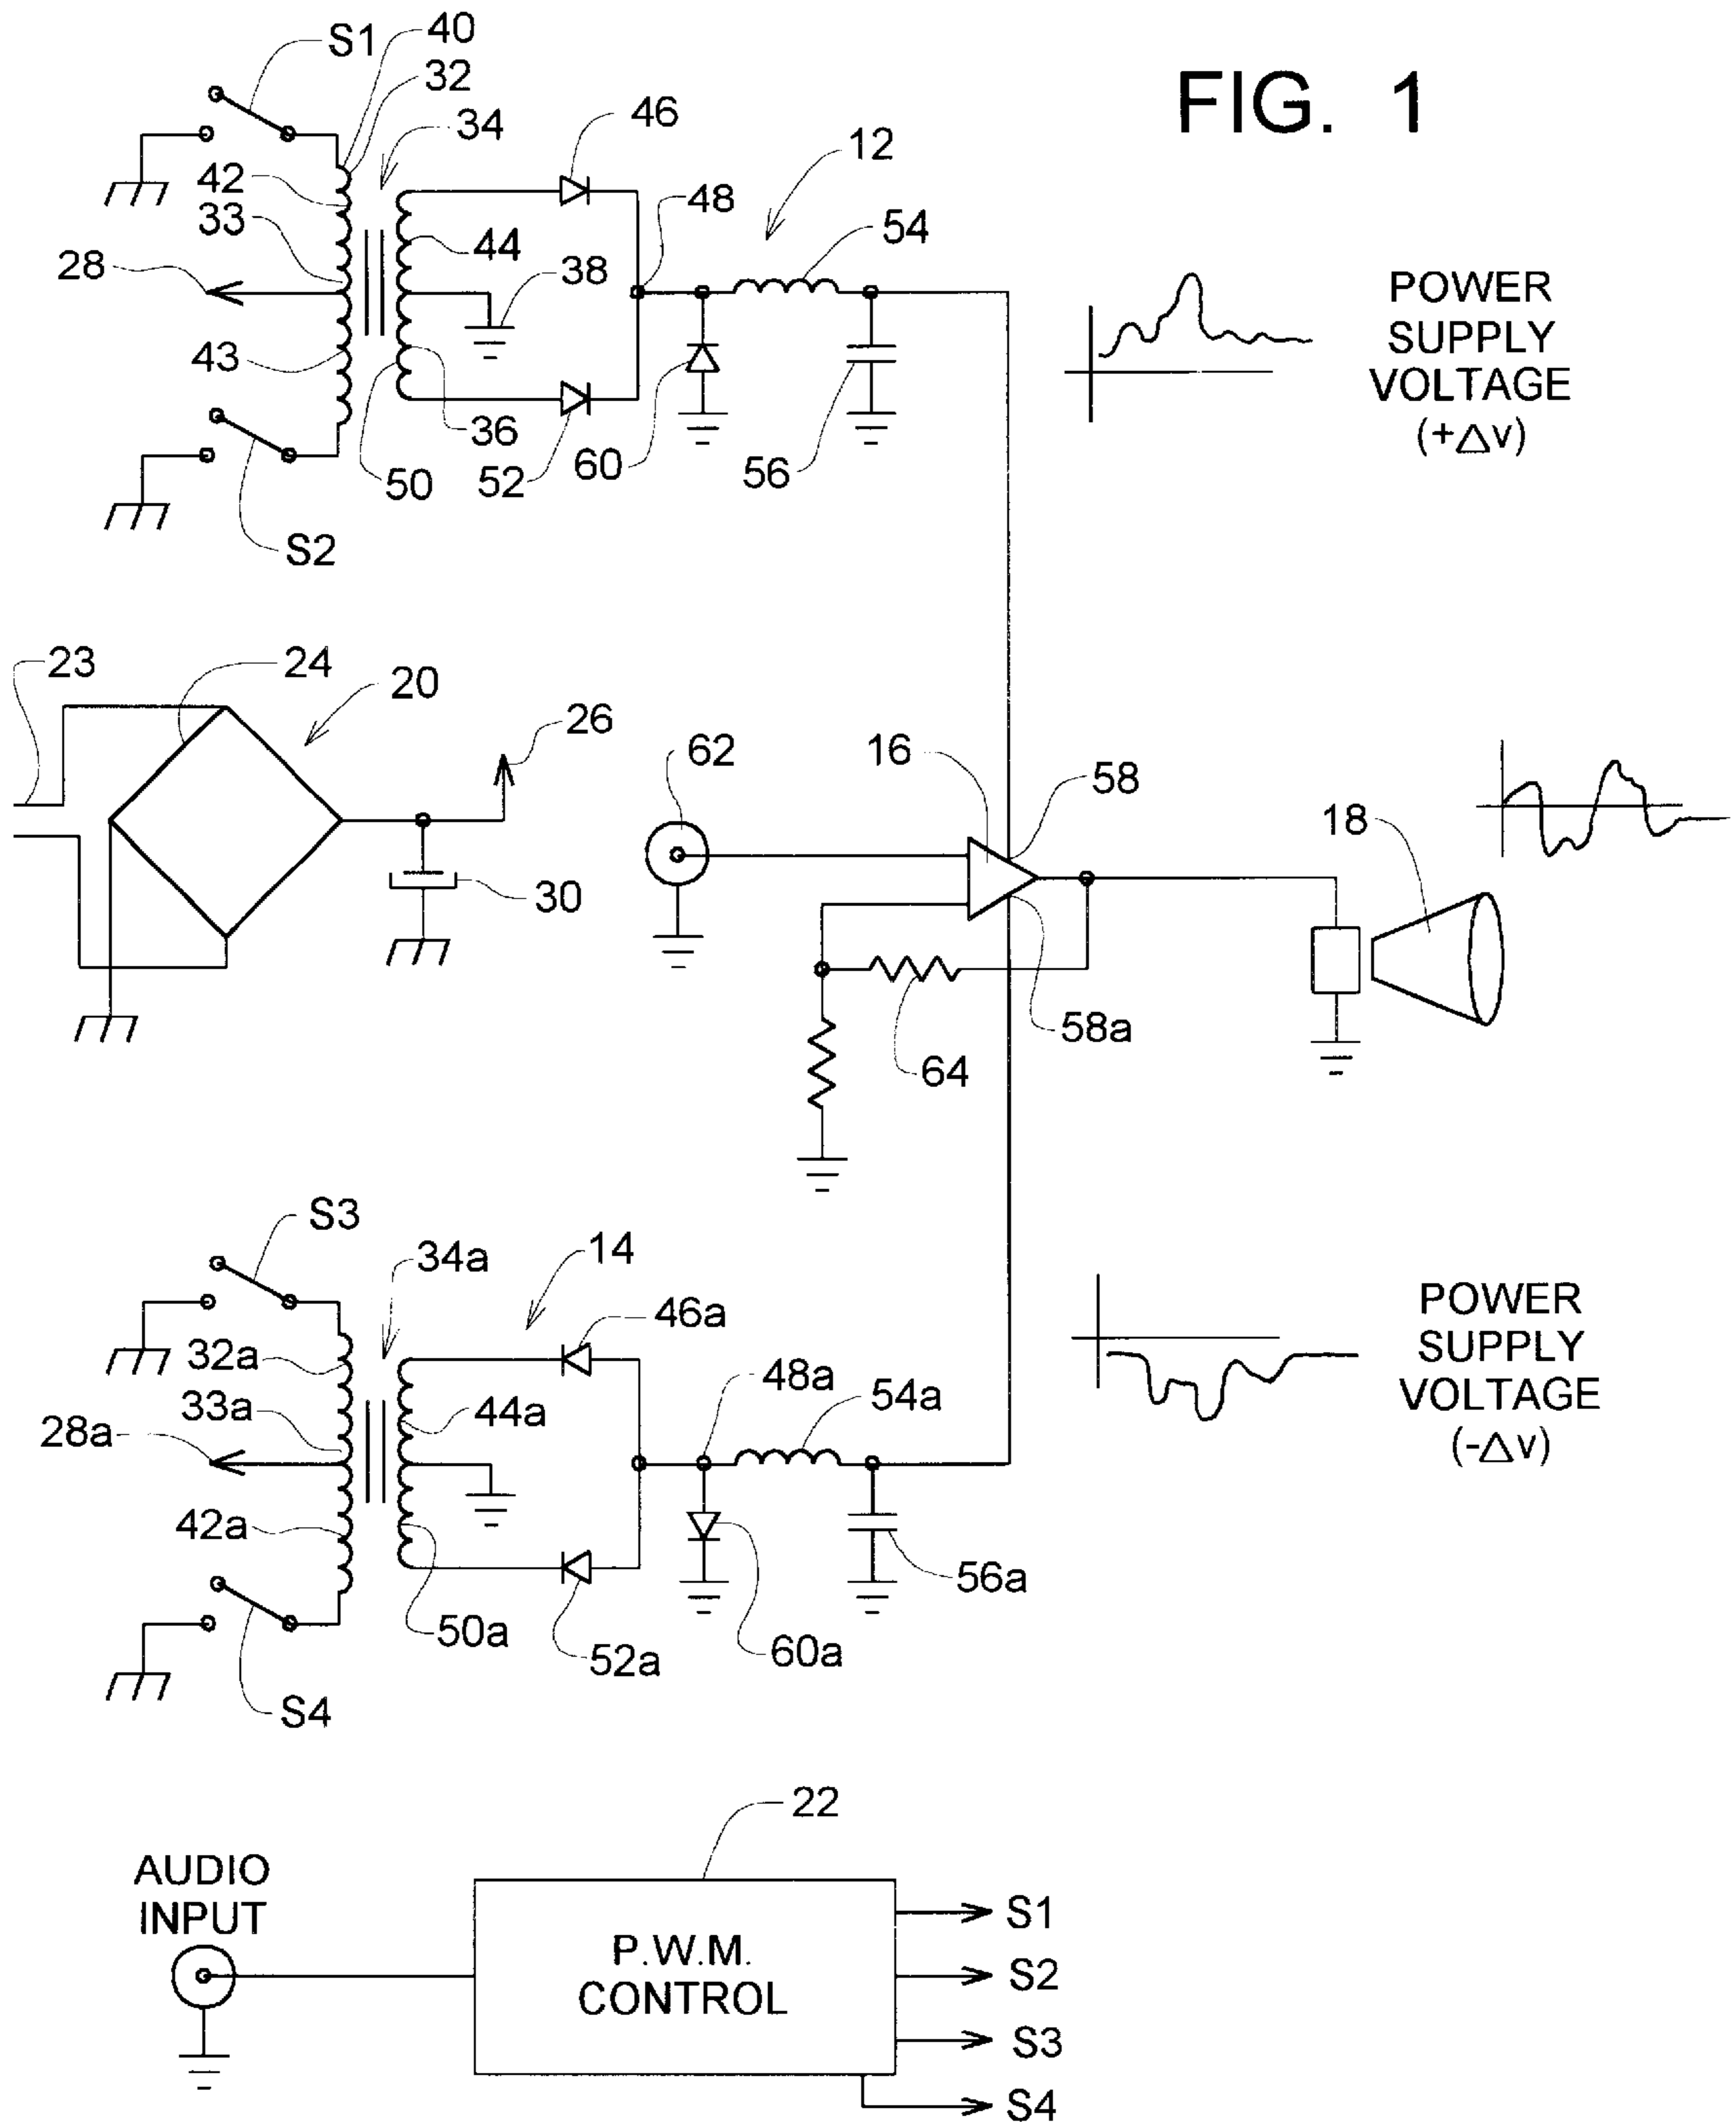 FIG. 1
S1
40
32
34
46
12
42
33
48
54
28
44
38
43
60
56
36
50
52
S2
POWER
SUPPLY
VOLTAGE
(+△v)
23
24
20
26
62
16
58
18
30
58a
64
S3
34a
14
46a
32a
48a
54a
33a
44a
28a
42a
56a
50a
52a
60a
S4
POWER
SUPPLY
VOLTAGE
(-△v)
22
AUDIO
INPUT
P.W.M.
CONTROL
S1
S2
S3
S4